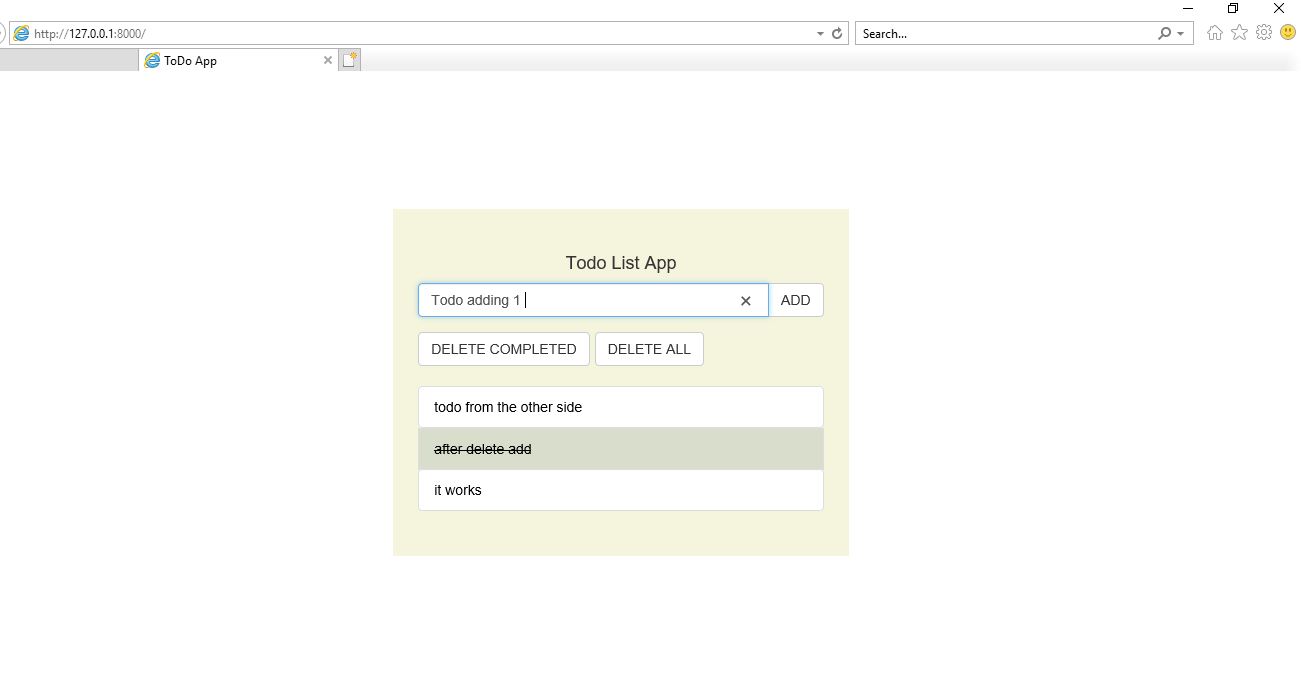 http://127.0.0.1:8000/
Search...
ToDo App
Todo List App
Todo adding 1
ADD
DELETE COMPLETED
DELETE ALL
todo from the other side
after delete add
it works